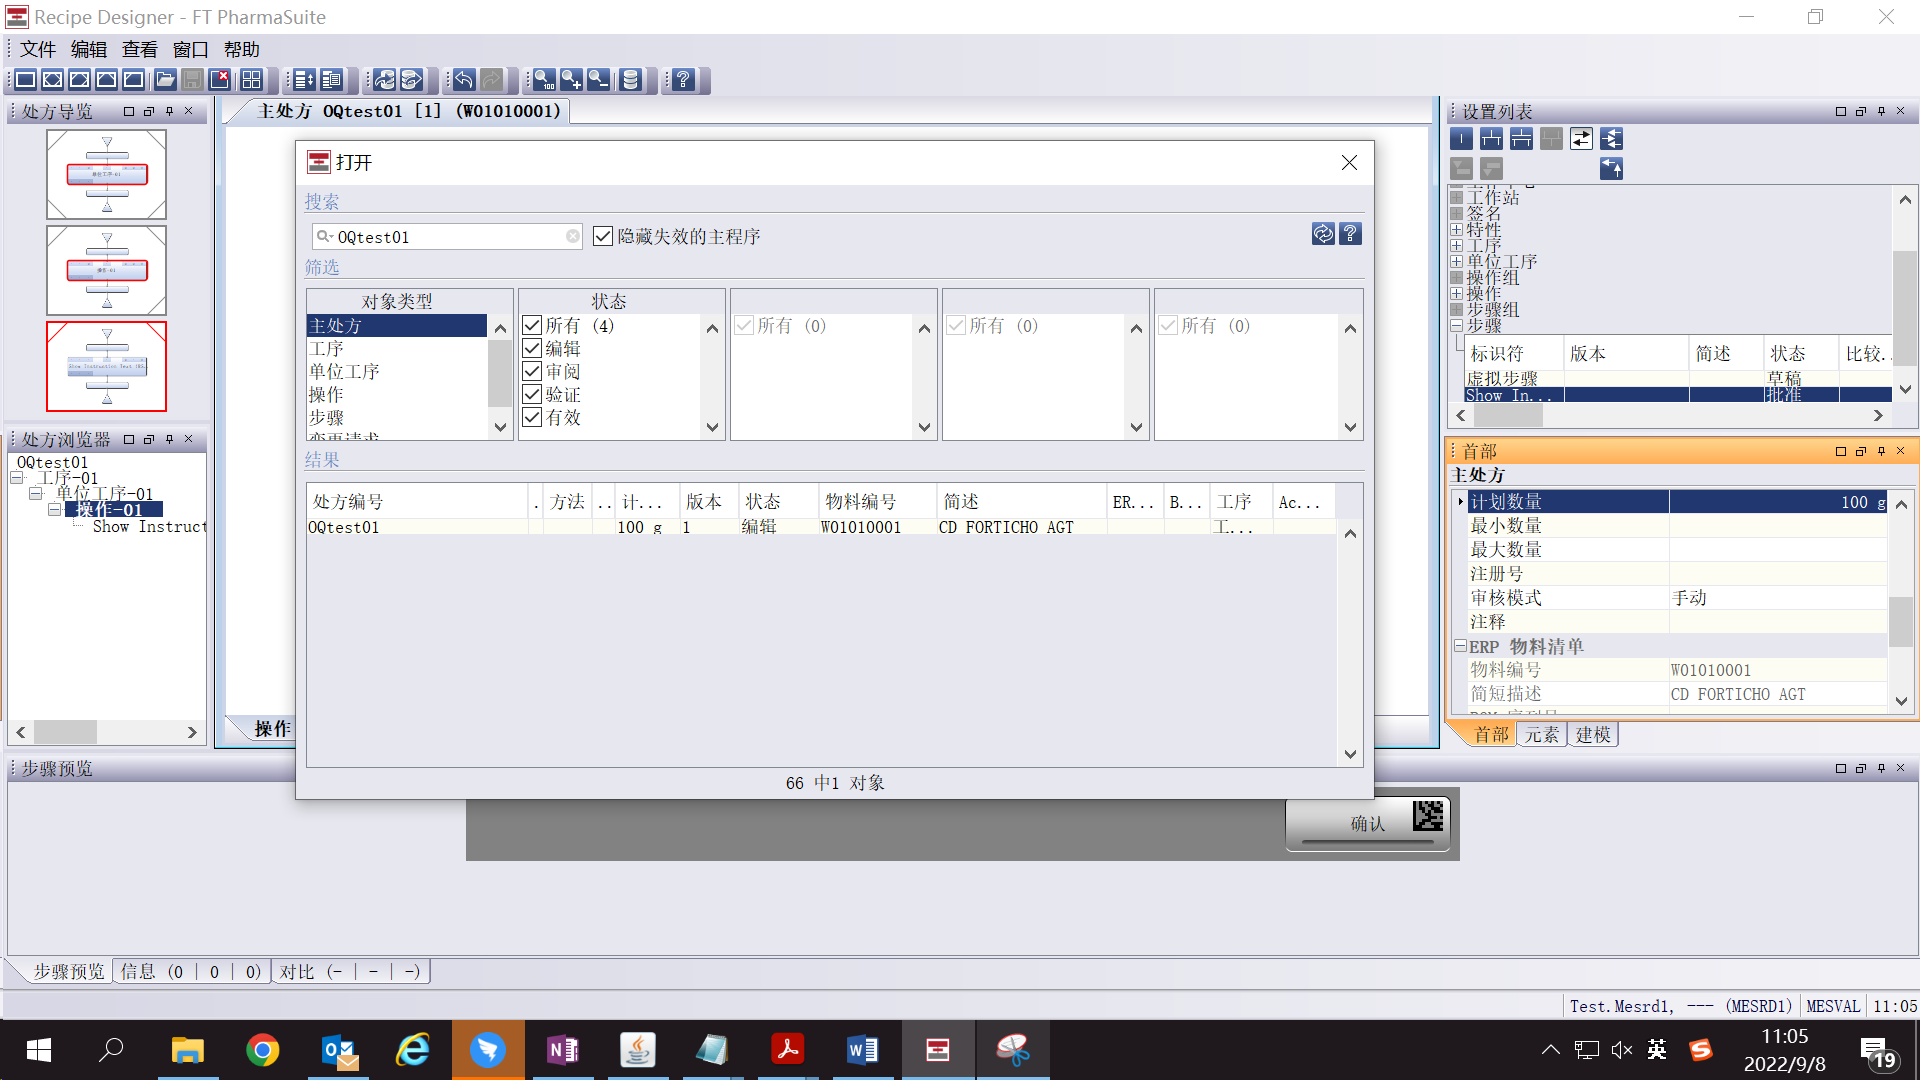 Recipe Designer - FT PharmaSuite
文件 编辑 查看 窗口 帮助
处方导览
主处方 OQtest01 [1] (W01010001)
设置列表
单位工序-01
操作-01
打开
搜索
OQtest01
隐藏失效的主程序
筛选
对象类型
主处方
工序
单位工序
操作
步骤
变更请求
状态
所有 (4)
编辑
审阅
验证
有效
所有 (0)
所有 (0)
所有 (0)
结果
处方编号 . 方法 .. 计... 版本 状态 物料编号 简述 ER... B... 工序 Ac...
OQtest01 100 g 1 编辑 W01010001 CD FORTICHO AGT 工...
66 中1 对象
工作站
签名
特性
工序
单位工序
操作组
操作
步骤组
步骤
标识符 版本 简述 状态 比较..
虚拟步骤 草稿
Show In... 批准
处方浏览器
OQtest01
工序-01
单位工序-01
操作-01
Show Instruct
首部
主处方
计划数量 100 g
最小数量
最大数量
注册号
审核模式 手动
注释
ERP 物料清单
物料编号 W01010001
简短描述 CD FORTICHO AGT
首部 元素 建模
操作
步骤预览
确认
步骤预览 信息 (0 | 0 | 0) 对比 (- | - | -)
Test.Mesrd1, --- (MESRD1) MESVAL 11:05
英
11:05
2022/9/8
19